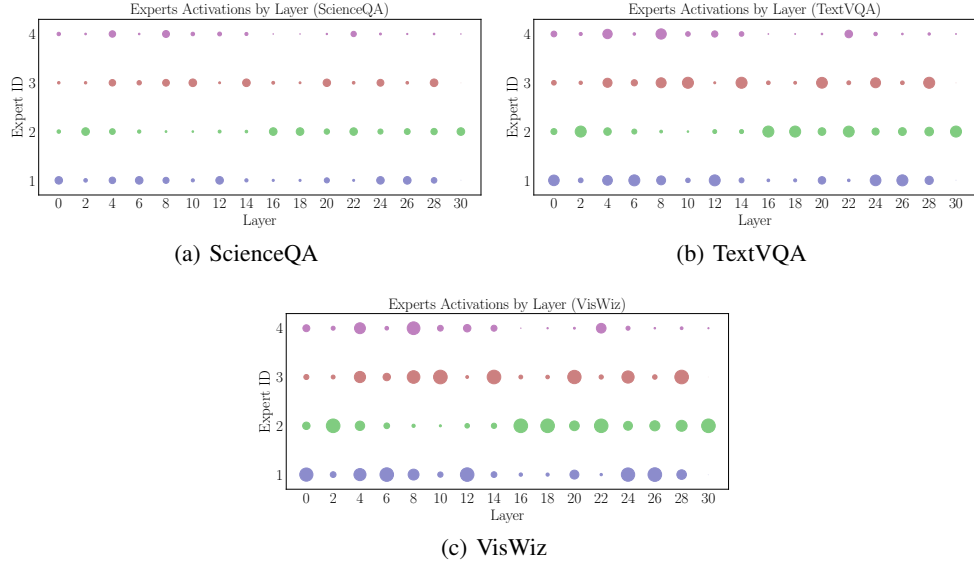 Experts Activations by Layer (ScienceQA)
Expert ID
4
3
2
1
0 2 4 6 8 10 12 14 16 18 20 22 24 26 28 30
Layer
(a) ScienceQA
Experts Activations by Layer (TextVQA)
Expert ID
4
3
2
1
0 2 4 6 8 10 12 14 16 18 20 22 24 26 28 30
Layer
(b) TextVQA
Experts Activations by Layer (VisWiz)
Expert ID
4
3
2
1
0 2 4 6 8 10 12 14 16 18 20 22 24 26 28 30
Layer
(c) VisWiz